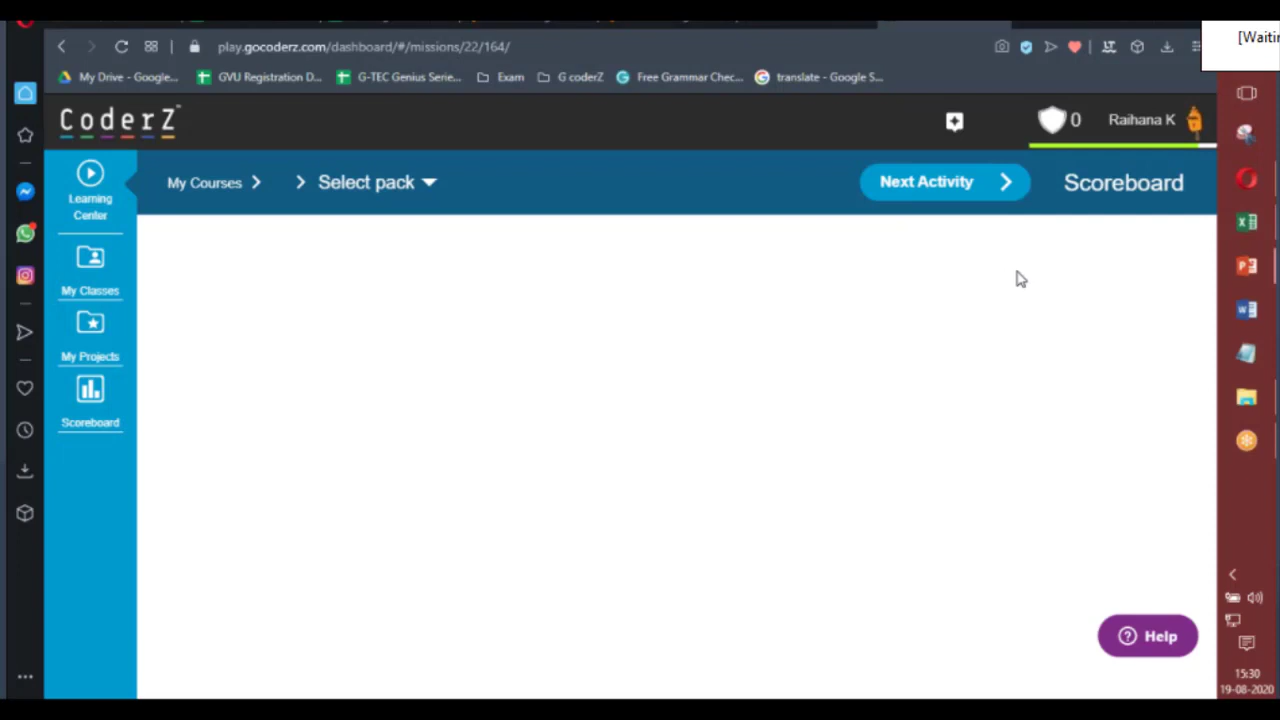 [Waitin
play.gocoderz.com/dashboard/#/missions/22/164/
My Drive - Google...
GVU Registration D...
G-TEC Genius Serie...
Exam
G coderZ
Free Grammar Chec...
translate - Google S...
CoderZ
0
Raihana K
My Courses
Select pack
Next Activity
Scoreboard
Learning
Center
My Classes
My Projects
Scoreboard
Help
15:30
19-08-2020